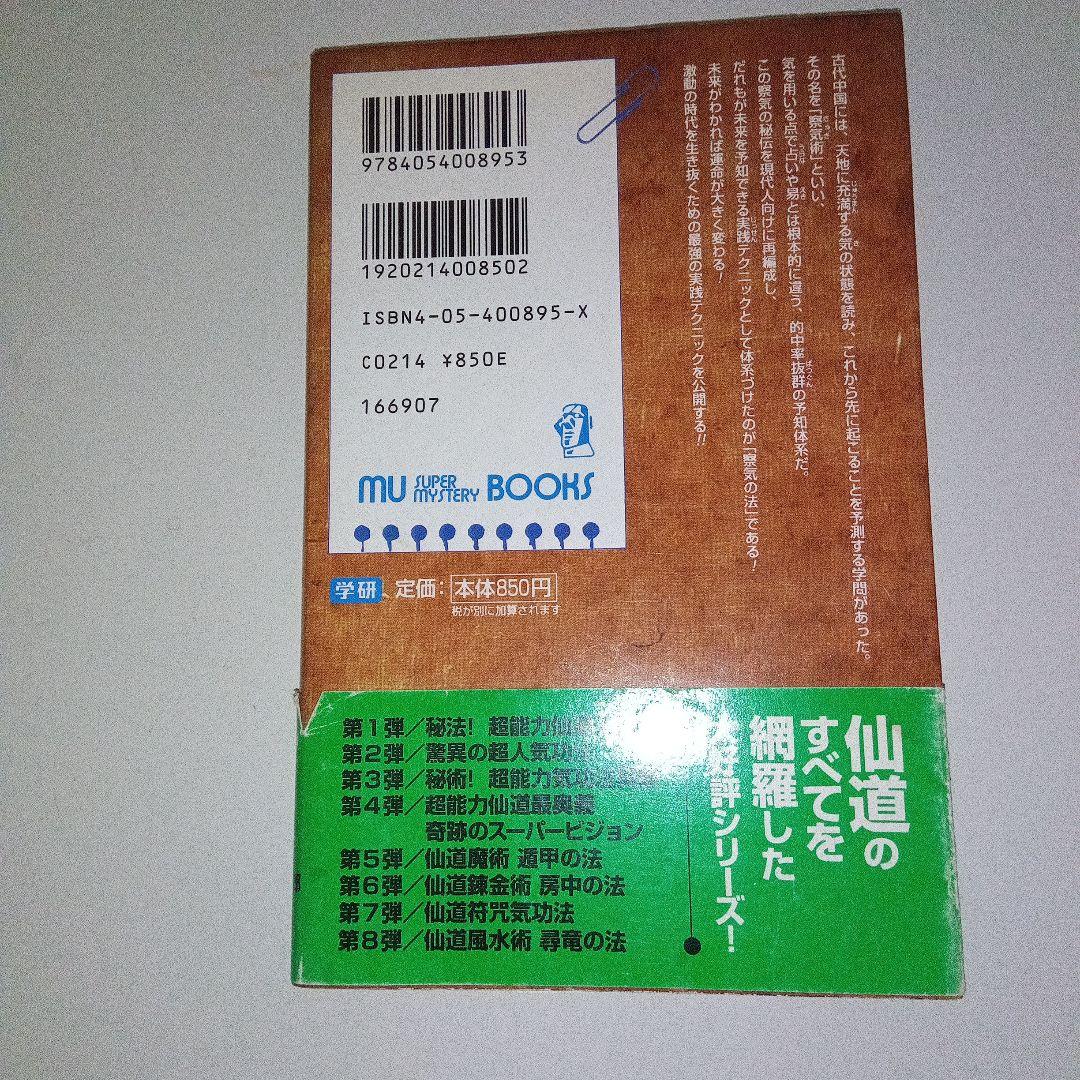 9784054008953
1920214008502
ISBN4-05-400895-X
C0214 ¥850E
166907
MU SUPER MYSTERY BOOKS
学研 定価：本体850円
税が別に加算されます
古代中国には、天地に充満する気の状態を読み、これから先に起こることを予測する学問があった。
その名を「察気術」といい、
気を用いる点で占いや易とは根本的に違う、的中率抜群の予知体系だ。
この察気の秘伝を現代人向けに再編成し、
だれもが未来を予知できる実践テクニックとして体系づけたのが「察気の法」である！
未来がわかれば運命が大きく変わる！
激動の時代を生き抜くための最強の実践テクニックを公開する!!
仙道の
すべてを
網羅した
大好評シリーズ！
第1弾／秘法！ 超能力仙道
第2弾／驚異の超人気功
第3弾／秘術！ 超能力気功法
第4弾／超能力仙道最奥義
奇跡のスーパービジョン
第5弾／仙道魔術 遁甲の法
第6弾／仙道錬金術 房中の法
第7弾／仙道符咒気功法
第8弾／仙道風水術 尋竜の法